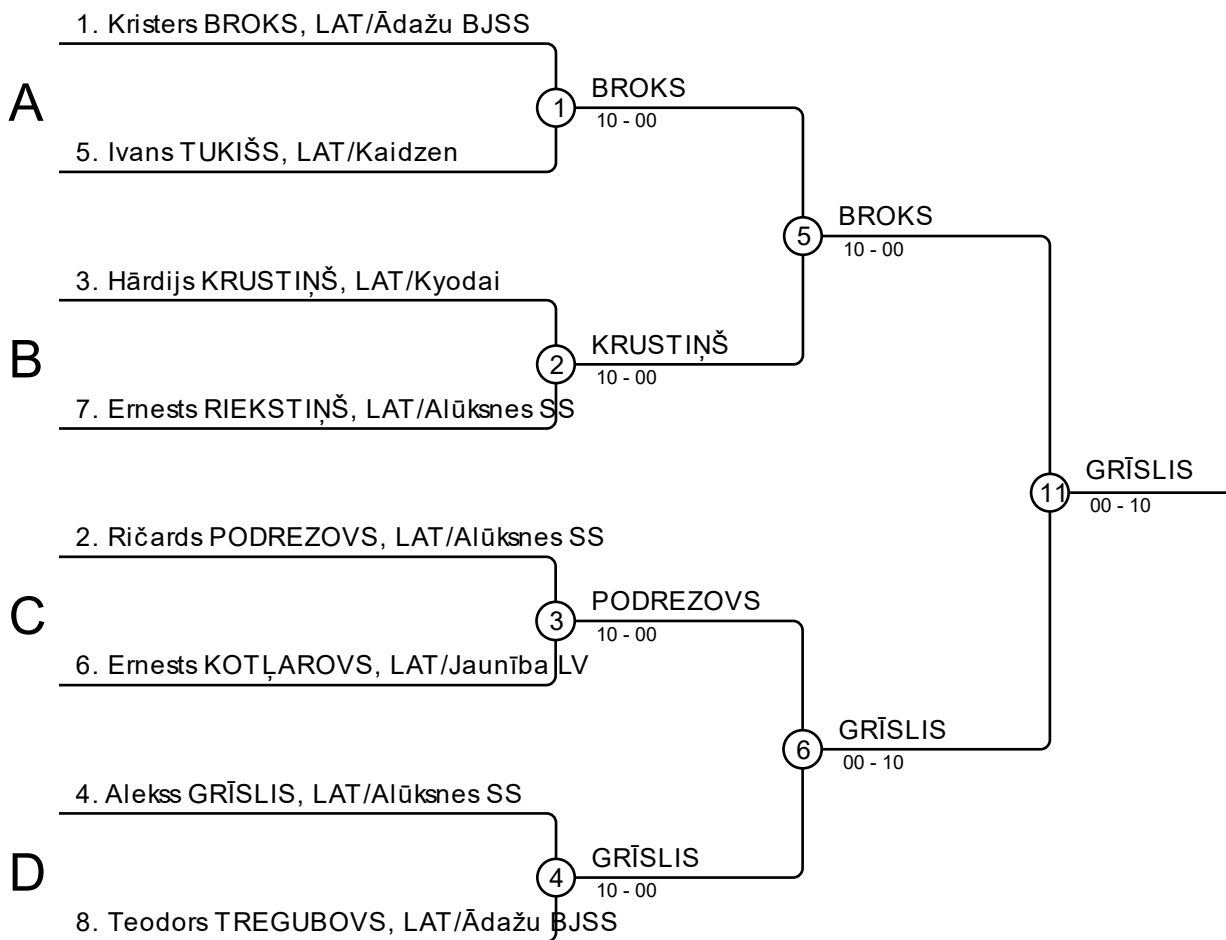 1. Kristers BROKS, LAT/Ādažu BJSS
A
1
BROKS
10 - 00
5. Ivans TUKIŠS, LAT/Kaidzen
5
BROKS
10 - 00
3. Hārdijs KRUSTIŅŠ, LAT/Kyodai
B
2
KRUSTIŅŠ
10 - 00
7. Ernests RIEKSTIŅŠ, LAT/Alūksnes SS
11
GRĪSLIS
00 - 10
2. Ričards PODREZOVS, LAT/Alūksnes SS
C
3
PODREZOVS
10 - 00
6. Ernests KOTĻAROVS, LAT/Jaunība LV
6
GRĪSLIS
00 - 10
4. Alekss GRĪSLIS, LAT/Alūksnes SS
D
4
GRĪSLIS
10 - 00
8. Teodors TREGUBOVS, LAT/Ādažu BJSS